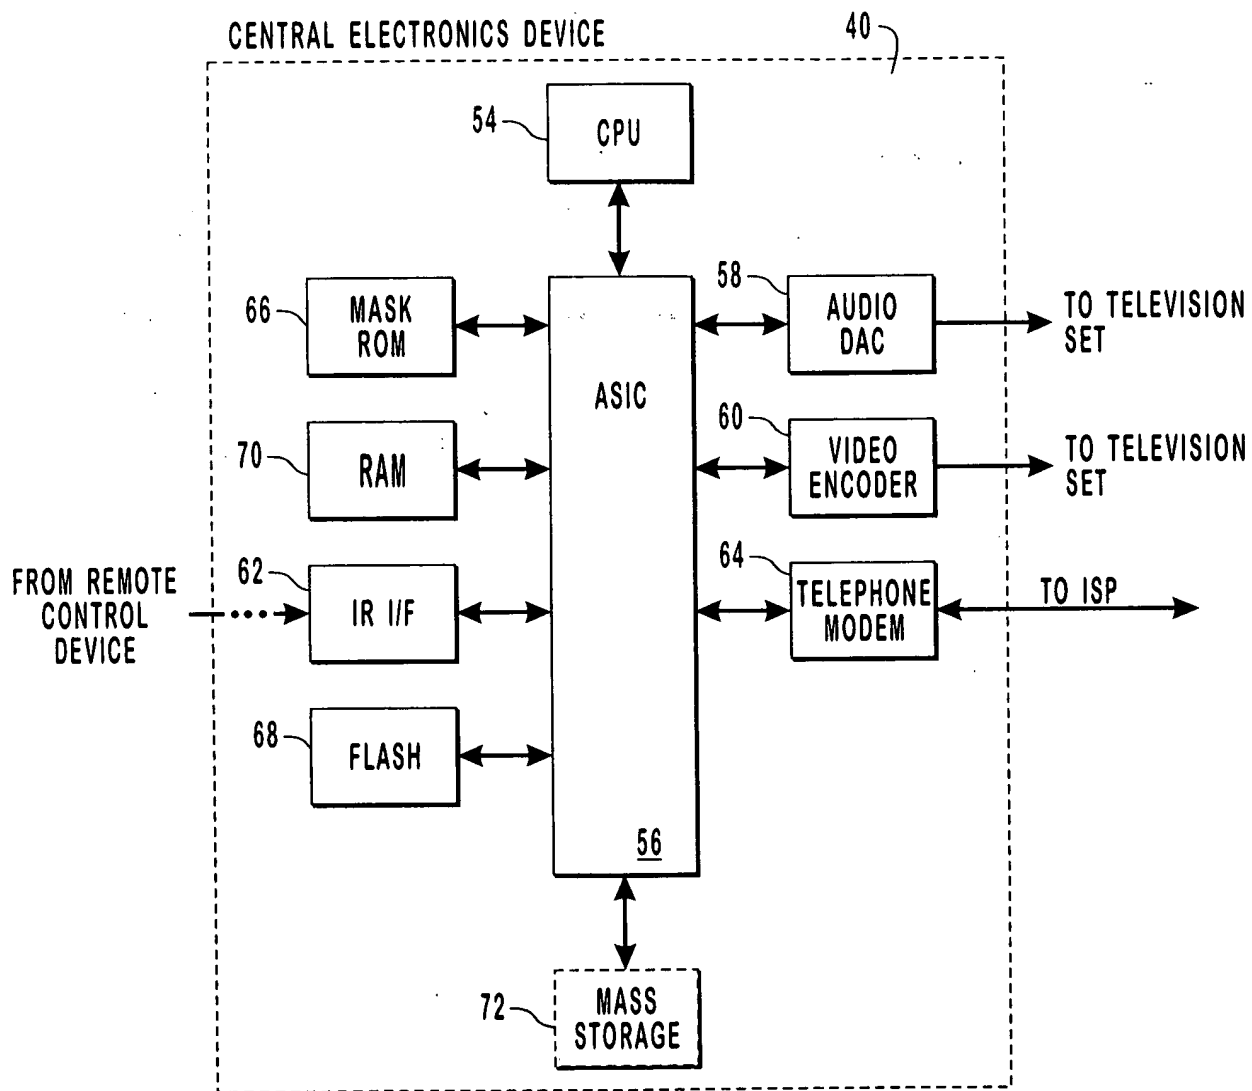 CENTRAL ELECTRONICS DEVICE
40
54
CPU
66
MASK
ROM
58
AUDIO
DAC
TO TELEVISION
SET
ASIC
70
RAM
60
VIDEO
ENCODER
TO TELEVISION
SET
FROM REMOTE
CONTROL
DEVICE
62
IR I/F
64
TELEPHONE
MODEM
TO ISP
68
FLASH
56
72
MASS
STORAGE